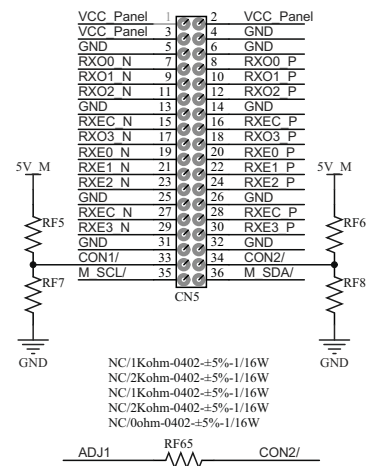 VCC_Panel 1 2 VCC_Panel
VCC_Panel 3 4 GND
GND 5 6 GND
RXO0_N 7 8 RXO0_P
RXO1_N 9 10 RXO1_P
RXO2_N 11 12 RXO2_P
GND 13 14 GND
RXEC_N 15 16 RXEC_P
RXO3_N 17 18 RXO3_P
RXE0_N 19 20 RXE0_P
RXE1_N 21 22 RXE1_P
RXE2_N 23 24 RXE2_P
GND 25 26 GND
RXEC_N 27 28 RXEC_P
RXE3_N 29 30 RXE3_P
GND 31 32 GND
CON1/ 33 34 CON2/
M_SCL/ 35 36 M_SDA/
CN5
5V_M
RF5
RF7
GND
5V_M
RF6
RF8
GND
NC/1Kohm-0402-±5%-1/16W
NC/2Kohm-0402-±5%-1/16W
NC/1Kohm-0402-±5%-1/16W
NC/2Kohm-0402-±5%-1/16W
NC/0ohm-0402-±5%-1/16W
ADJ1 RF65 CON2/